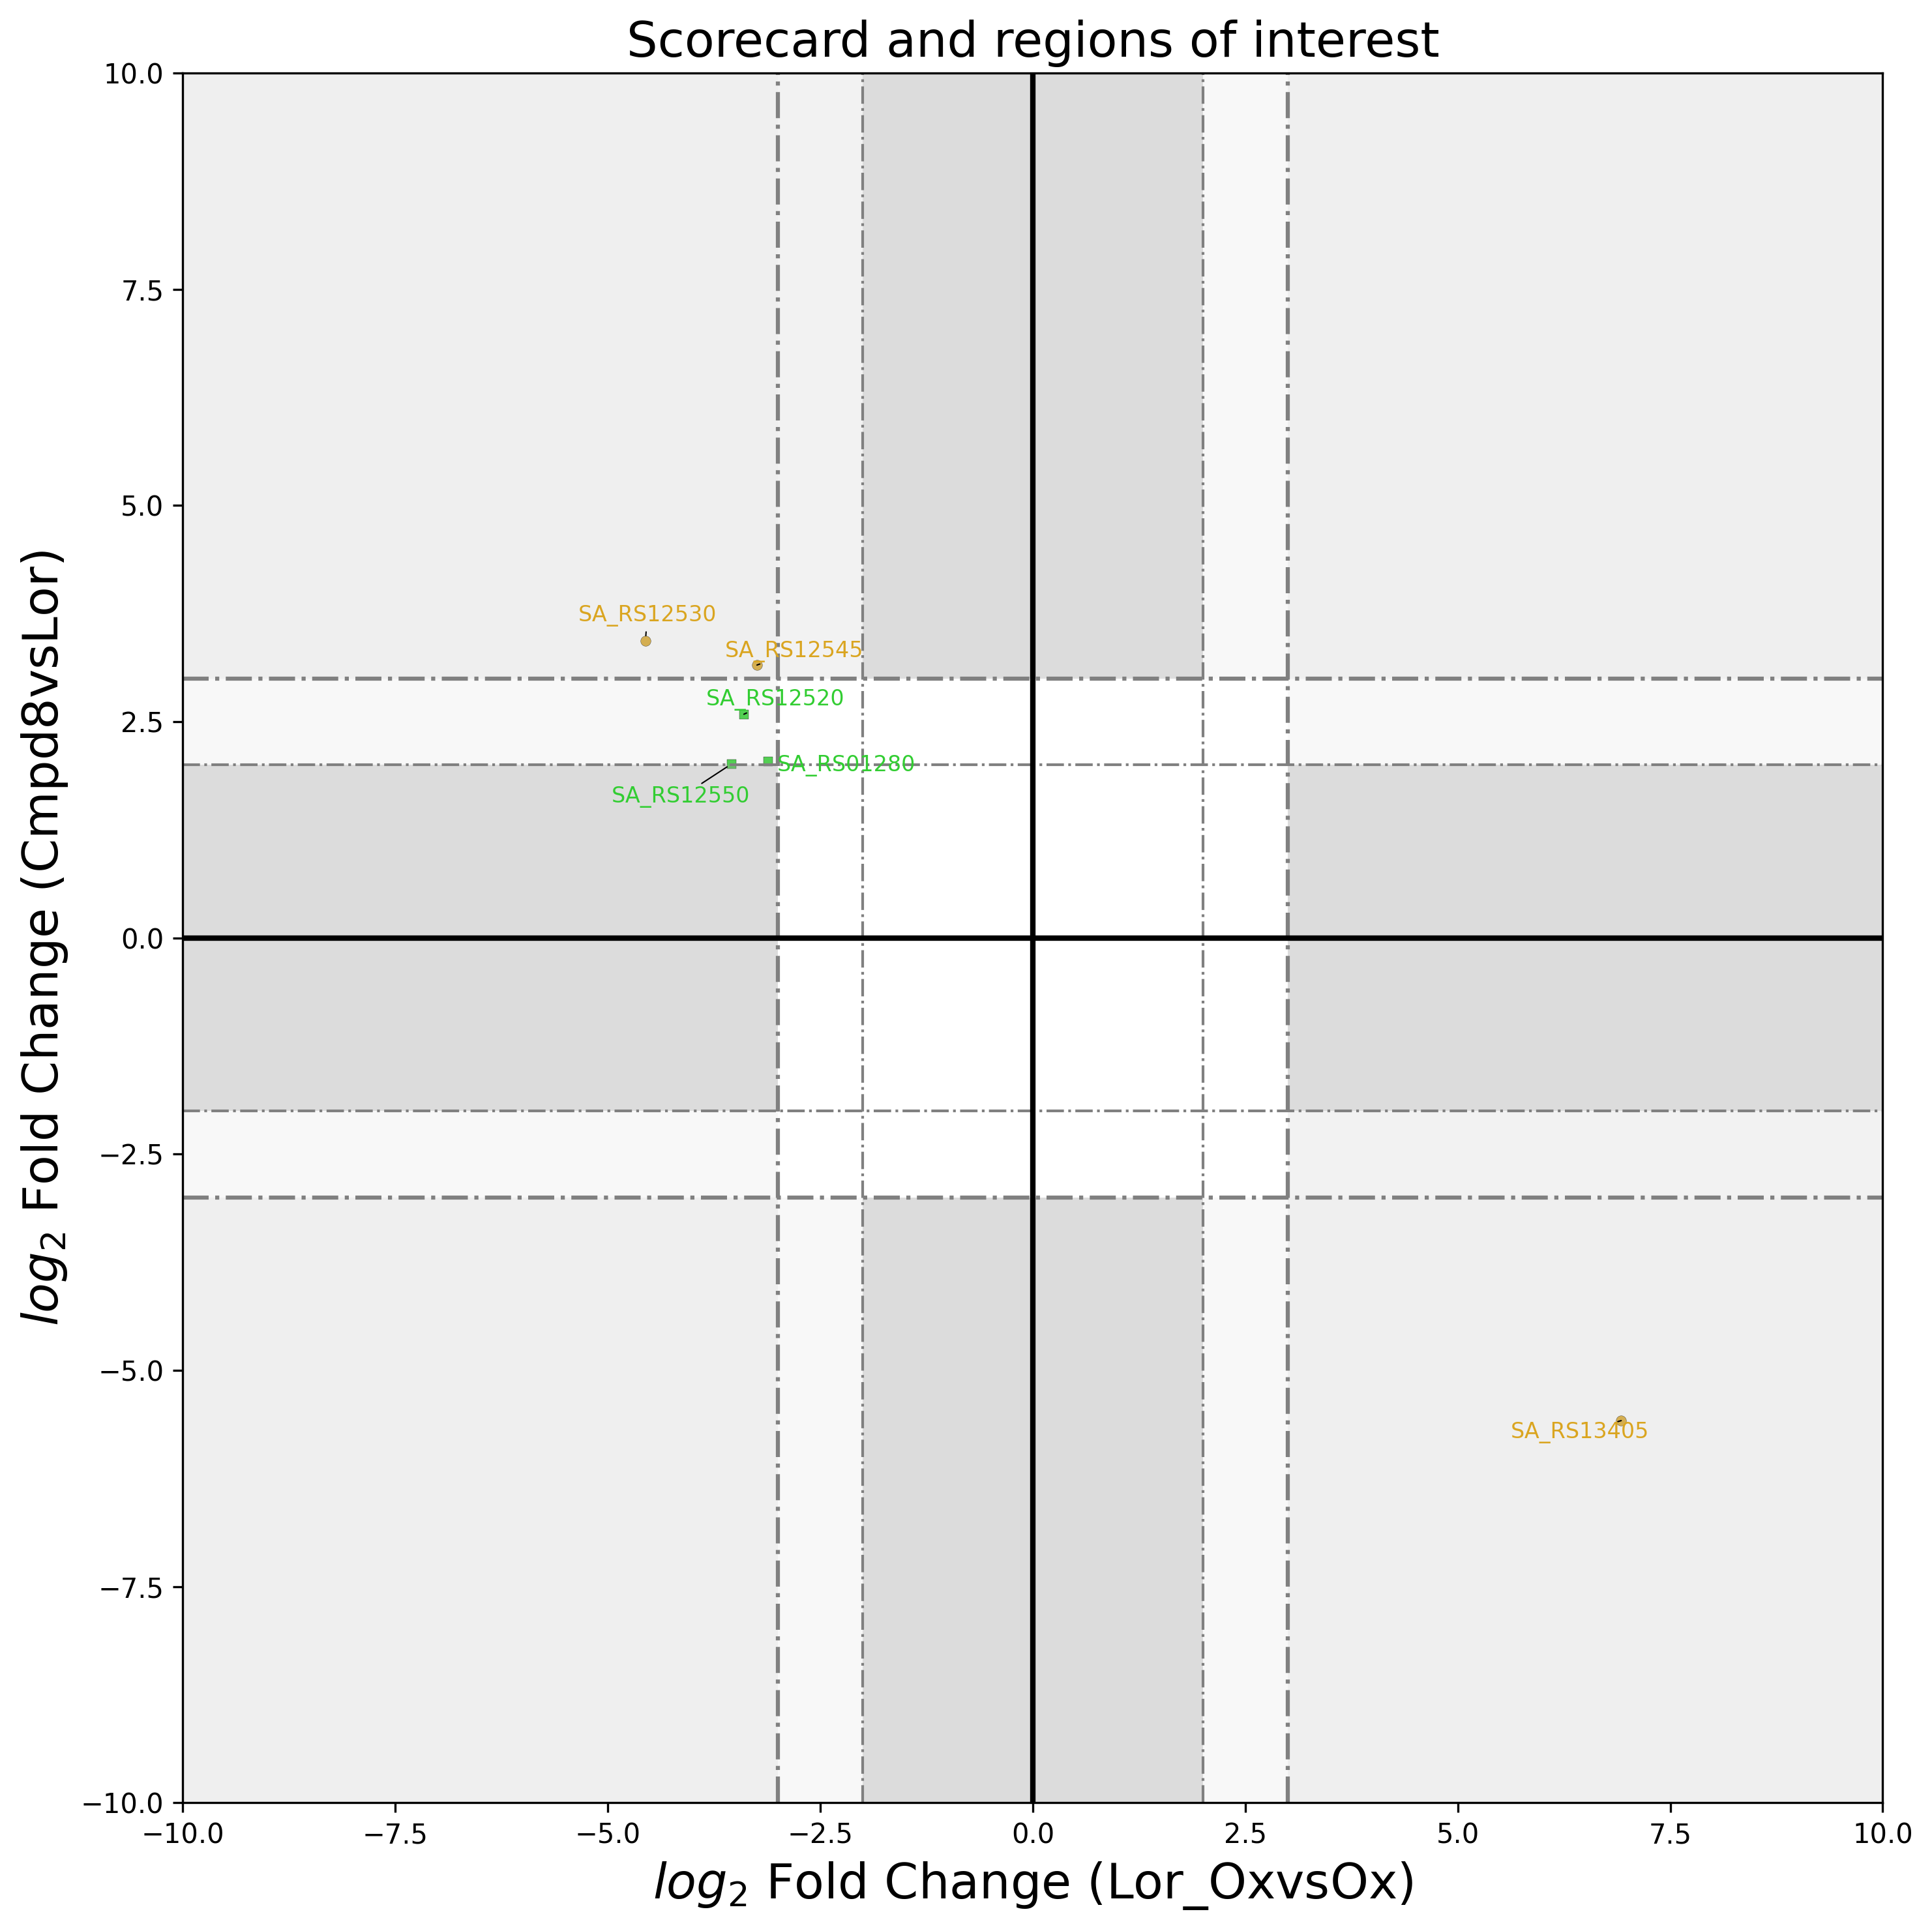 Scorecard and regions of interest
log2 Fold Change (Cmpd8vsLor)
10.0
7.5
5.0
2.5
0.0
−2.5
−5.0
−7.5
−10.0
SA_RS12530
SA_RS12545
SA_RS12520
SA_RS01280
SA_RS12550
SA_RS13405
−10.0
−7.5
−5.0
−2.5
0.0
2.5
5.0
7.5
10.0
log2 Fold Change (Lor_OxvsOx)